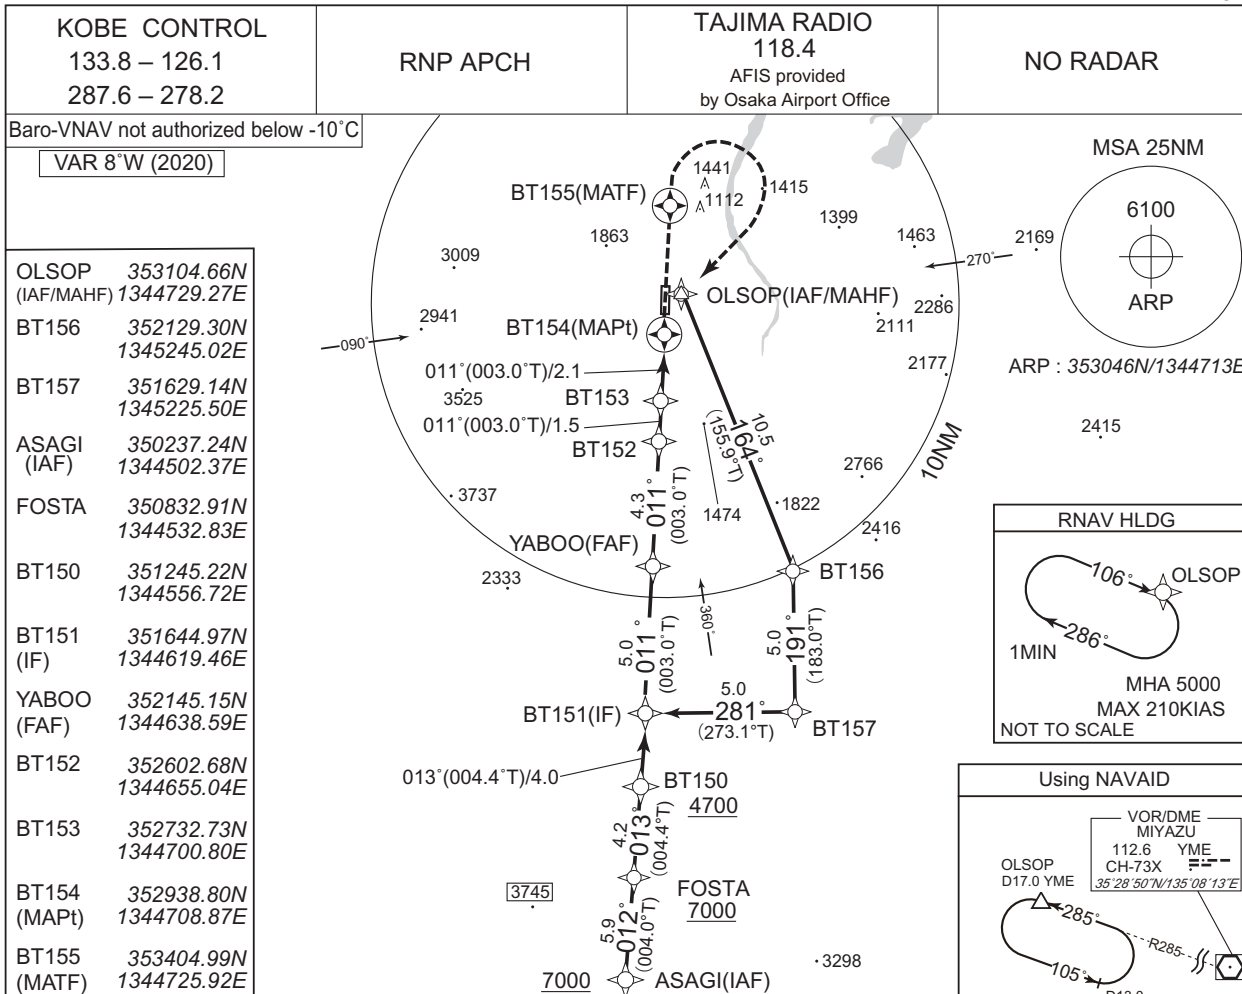 KOBE CONTROL
133.8 – 126.1
287.6 – 278.2
RNP APCH
TAJIMA RADIO
118.4
AFIS provided
by Osaka Airport Office
NO RADAR
Baro-VNAV not authorized below -10˚C
VAR 8˚W (2020)
OLSOP 353104.66N
(IAF/MAHF) 1344729.27E
BT156 352129.30N
1345245.02E
BT157 351629.14N
1345225.50E
ASAGI 350237.24N
(IAF) 1344502.37E
FOSTA 350832.91N
1344532.83E
BT150 351245.22N
1344556.72E
BT151 351644.97N
(IF) 1344619.46E
YABOO 352145.15N
(FAF) 1344638.59E
BT152 352602.68N
1344655.04E
BT153 352732.73N
1344700.80E
BT154 352938.80N
(MAPt) 1344708.87E
BT155 353404.99N
(MATF) 1344725.92E
1441
1112
1415
BT155(MATF)
1863
1399
1463
2169
3009
270˚
2941
OLSOP(IAF/MAHF)
2286
2111
BT154(MAPt)
090˚
2177
011˚(003.0˚T)/2.1
3525
BT153
011˚(003.0˚T)/1.5
BT152
10.5
164˚
(155.9˚T)
10NM
2415
2766
3737
4.3
011˚
(003.0˚T)
1474
1822
2416
YABOO(FAF)
BT156
2333
360˚
5.0
011˚
(003.0˚T)
5.0
191˚
(183.0˚T)
BT151(IF)
5.0
281˚
(273.1˚T)
BT157
013˚(004.4˚T)/4.0
BT150
4700
4.2
013˚
(004.4˚T)
3745
FOSTA
7000
5.9
012˚
(004.0˚T)
3298
7000
ASAGI(IAF)
MSA 25NM
6100
ARP
ARP : 353046N/1344713E
RNAV HLDG
106˚
OLSOP
286˚
1MIN
MHA 5000
MAX 210KIAS
NOT TO SCALE
Using NAVAID
VOR/DME
MIYAZU
112.6 YME
CH-73X
35˚28´50˝N/135˚08´13˝E
OLSOP
D17.0 YME
285˚
R285
105˚